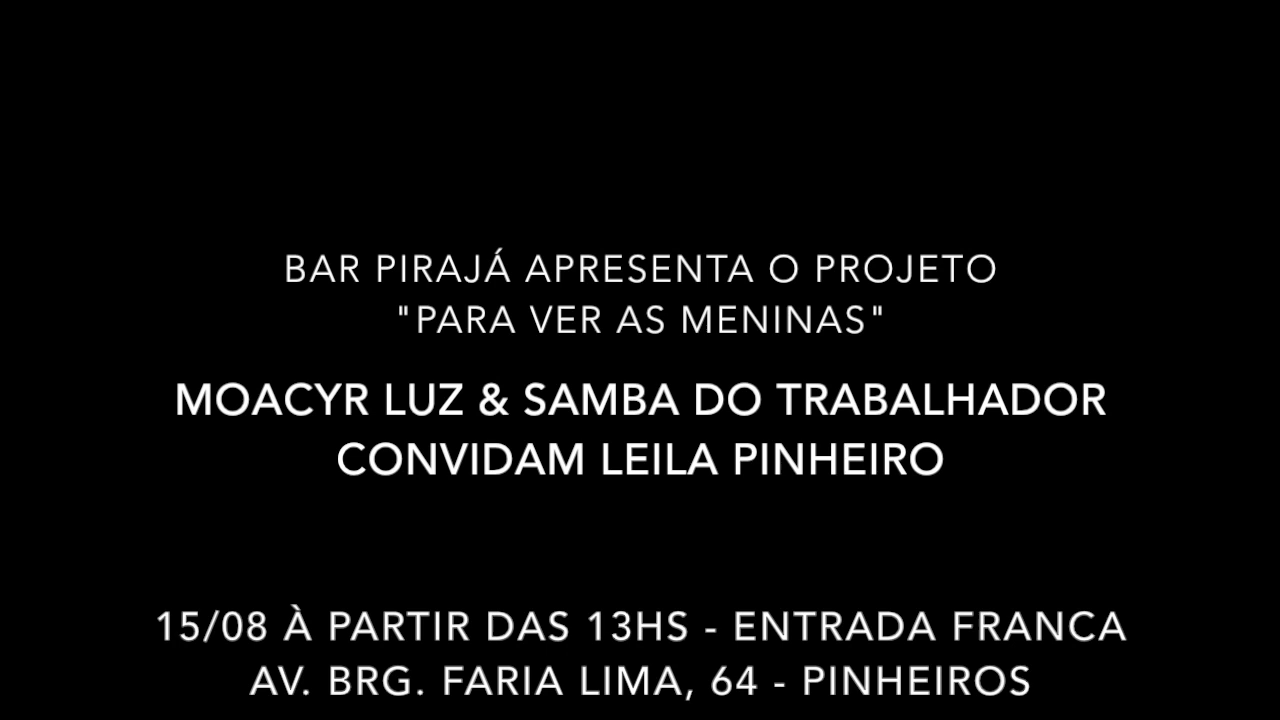 BAR PIRAJÁ APRESENTA O PROJETO
"PARA VER AS MENINAS"
MOACYR LUZ & SAMBA DO TRABALHADOR
CONVIDAM LEILA PINHEIRO
15/08 À PARTIR DAS 13HS - ENTRADA FRANCA
AV. BRG. FARIA LIMA, 64 - PINHEIROS